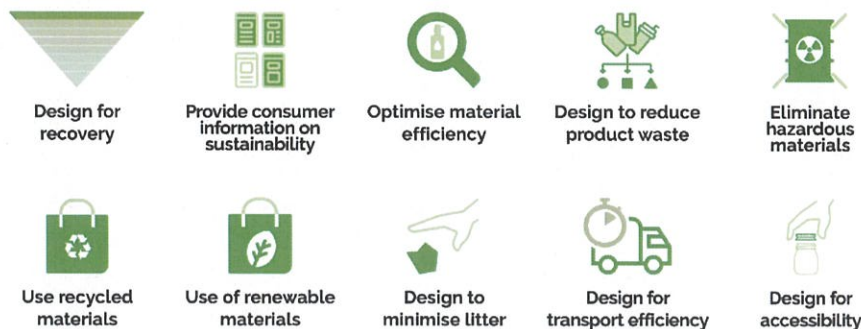 Design for
recovery
Provide consumer
information on
sustainability
Optimise material
efficiency
Design to reduce
product waste
Eliminate
hazardous
materials
Use recycled
materials
Use of renewable
materials
Design to
minimise litter
Design for
transport efficiency
Design for
accessibility